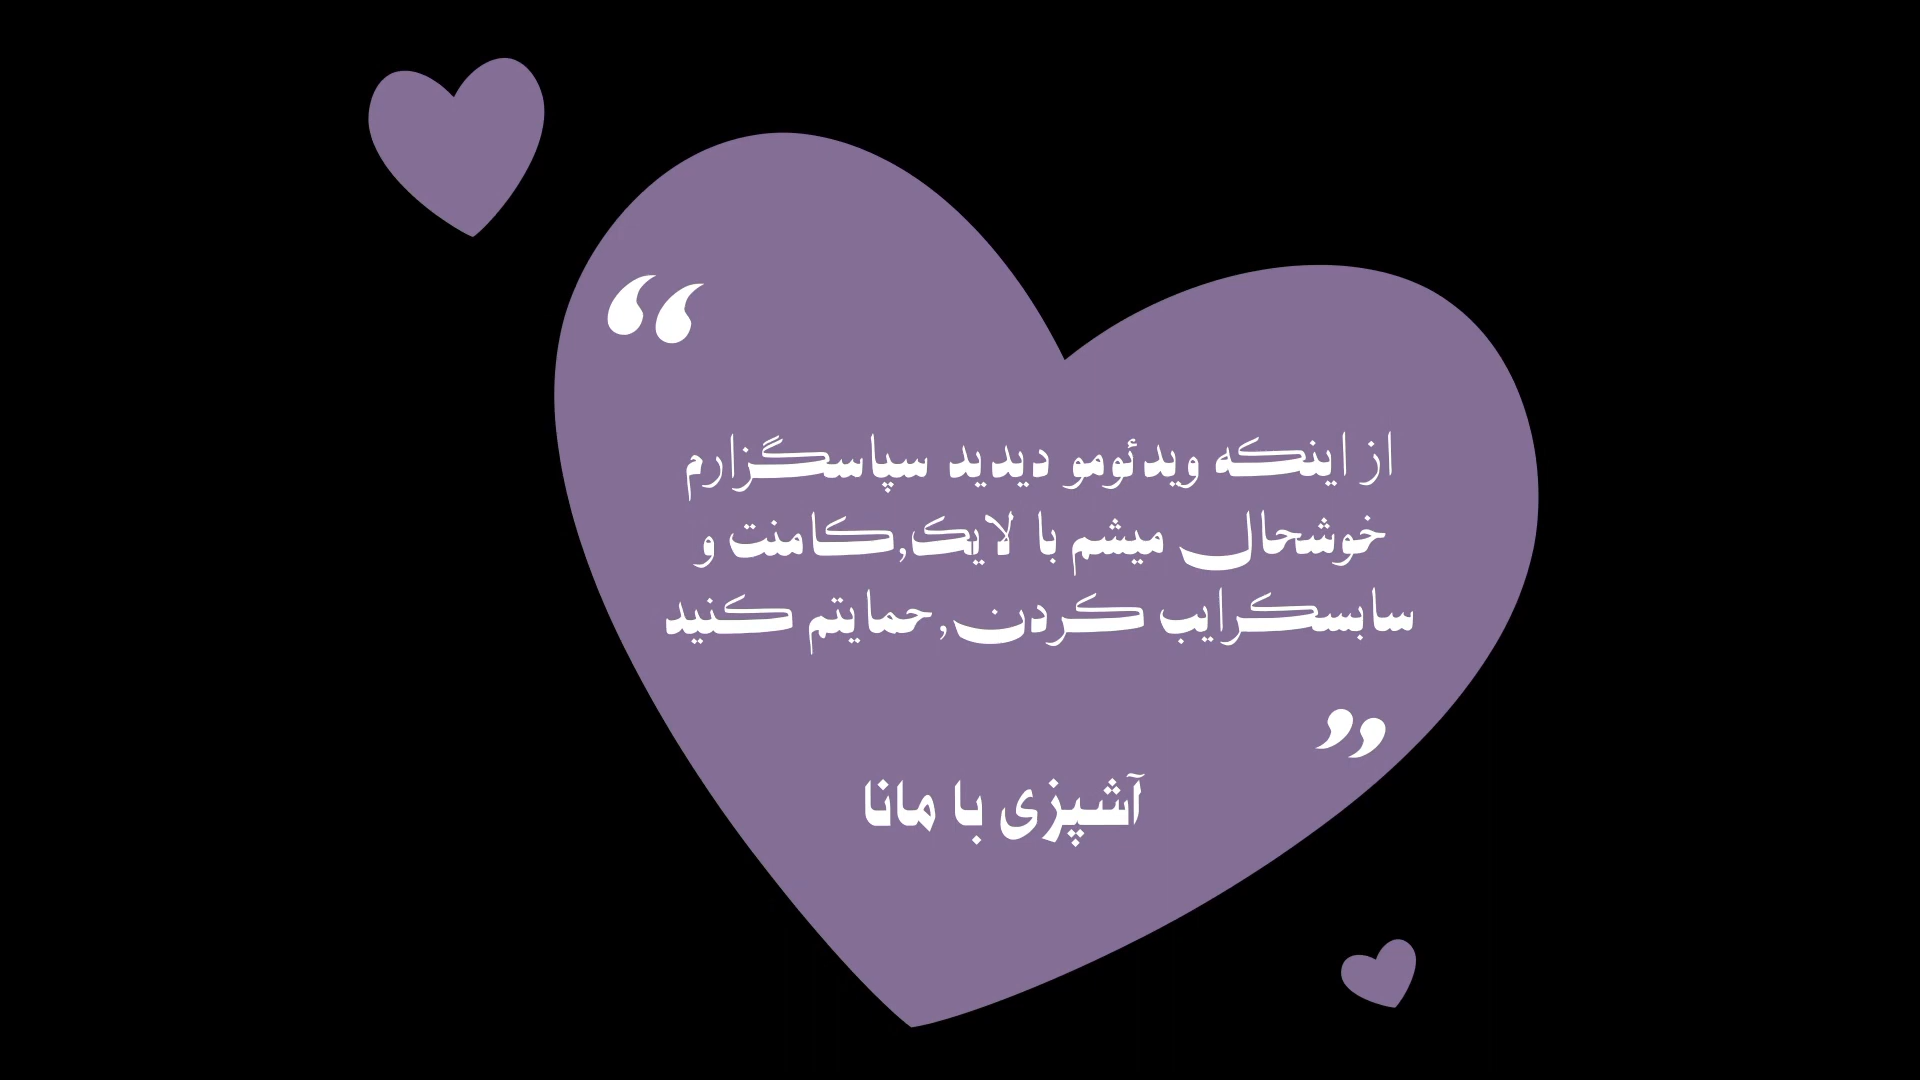 “
از اینکه ویدئومو دیدید سپاسگزارم
خوشحال میشم با لایک,کامنت و
سابسکرایب کردن,حمایتم کنید
”
آشپزی با مانا